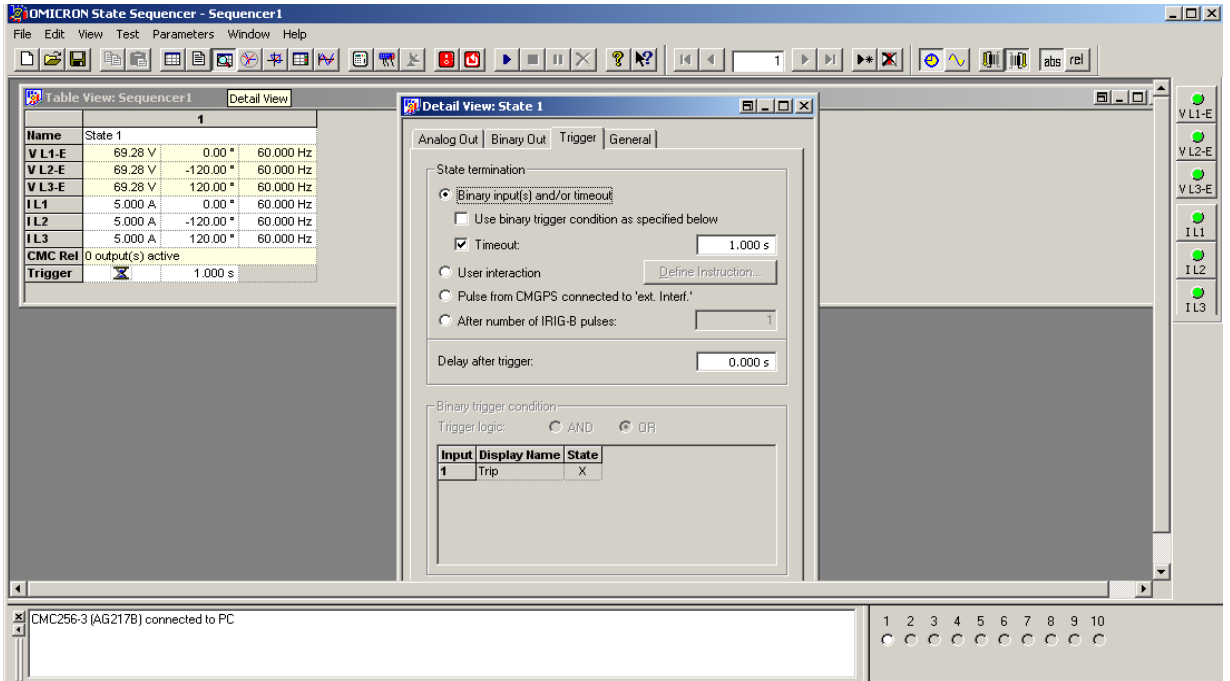 OMICRON State Sequencer - Sequencer1
File Edit View Test Parameters Window Help
1
abs rel
Table View: Sequencer1
Detail View
1
Name State 1
V L1-E 69.28 V 0.00 ° 60.000 Hz
V L2-E 69.28 V -120.00 ° 60.000 Hz
V L3-E 69.28 V 120.00 ° 60.000 Hz
I L1 5.000 A 0.00 ° 60.000 Hz
I L2 5.000 A -120.00 ° 60.000 Hz
I L3 5.000 A 120.00 ° 60.000 Hz
CMC Rel 0 output(s) active
Trigger 1.000 s
Detail View: State 1
Analog Out Binary Out Trigger General
State termination
Binary input(s) and/or timeout
Use binary trigger condition as specified below
Timeout: 1.000 s
User interaction Define Instruction...
Pulse from CMGPS connected to 'ext. Interf.'
After number of IRIG-B pulses: 1
Delay after trigger: 0.000 s
Binary trigger condition
Trigger logic: AND OR
Input Display Name State
1 Trip X
V L1-E
V L2-E
V L3-E
I L1
I L2
I L3
CMC256-3 (AG217B) connected to PC
1 2 3 4 5 6 7 8 9 10